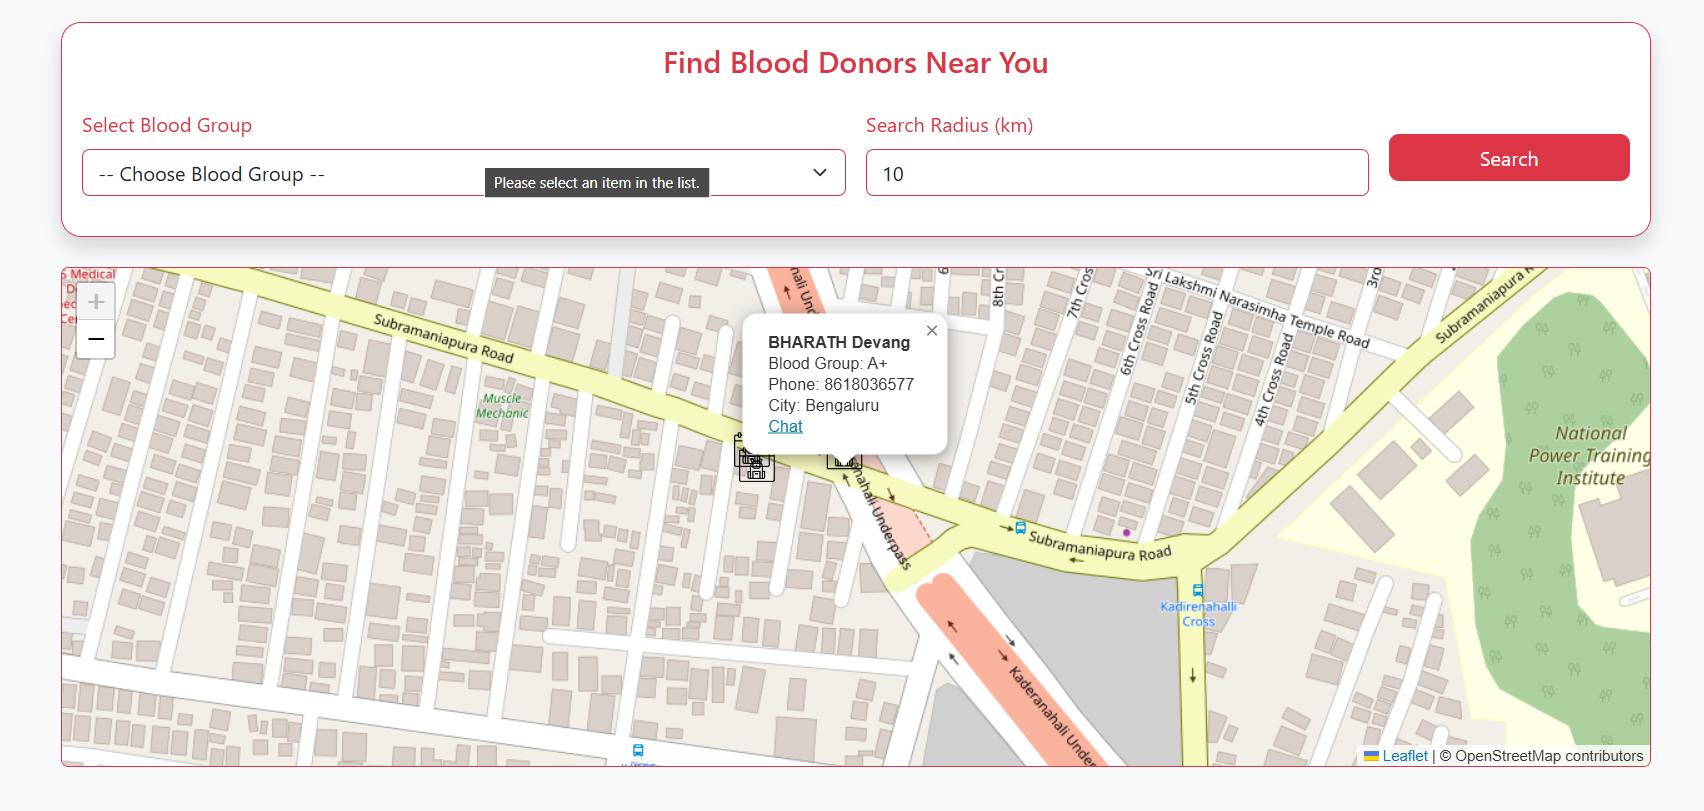 Find Blood Donors Near You
Select Blood Group
Search Radius (km)
-- Choose Blood Group --
Please select an item in the list.
10
Search
Medical
+
−
Subramaniapura Road
Muscle
Mechanic
8th Cr
7th Cros
6th Cross Road
5th Cross Road
4th Cross Road
3rd
Sri Lakshmi Narasimha Temple Road
Subramaniapura R
BHARATH Devang
×
Blood Group: A+
Phone: 8618036577
City: Bengaluru
Chat
National
Power Training
Institute
anahali Underpass
Subramaniapura Road
Kadirenahalli
Cross
Kaderanahali Under
Leaflet | © OpenStreetMap contributors